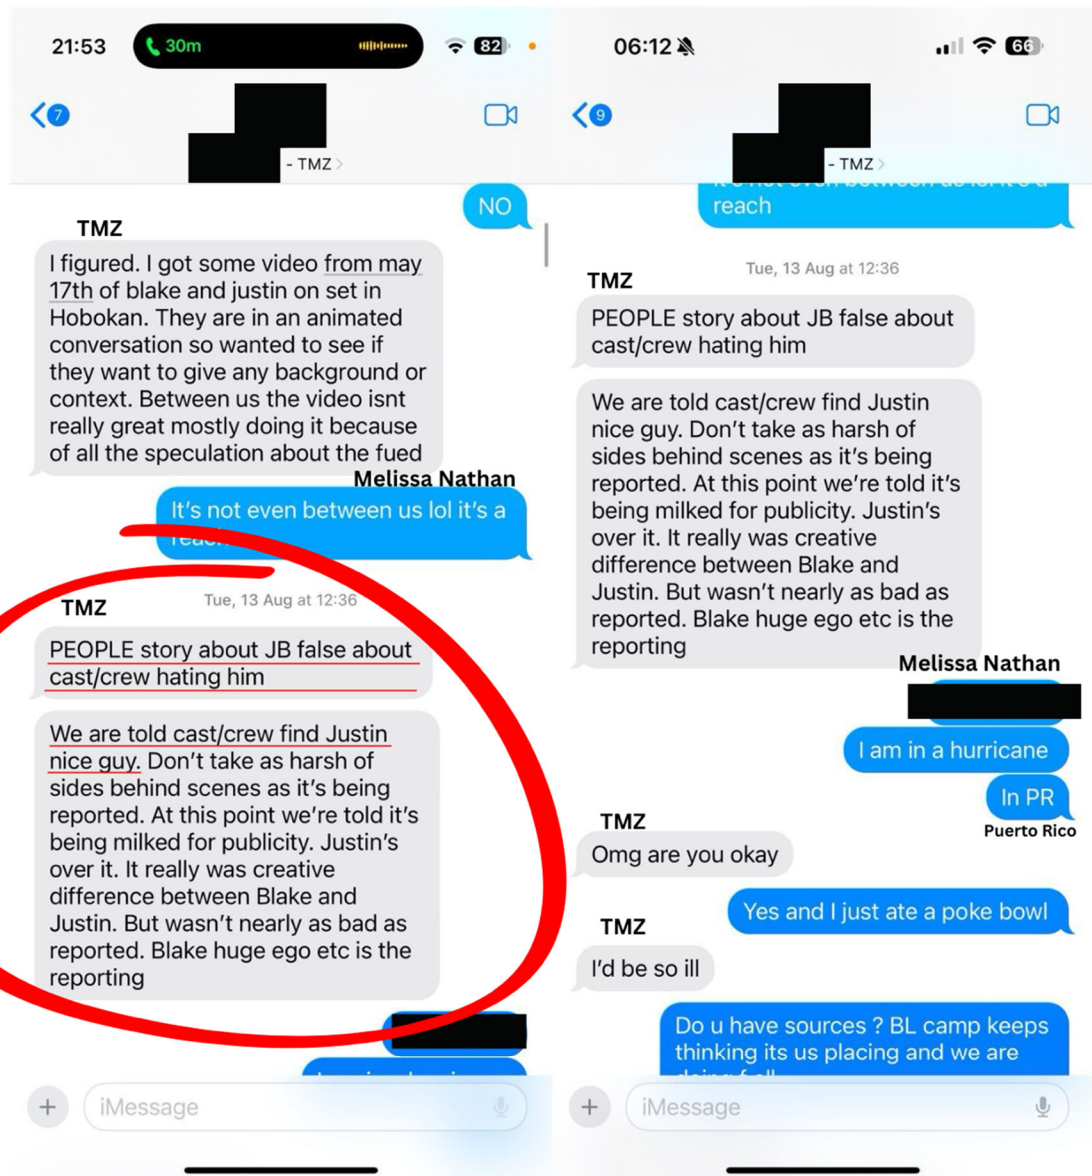 21:53
30m
82
7
- TMZ
NO
TMZ
I figured. I got some video from may
17th of blake and justin on set in
Hobokan. They are in an animated
conversation so wanted to see if
they want to give any background or
context. Between us the video isnt
really great mostly doing it because
of all the speculation about the fued
Melissa Nathan
It's not even between us lol it's a
reach
Tue, 13 Aug at 12:36
TMZ
PEOPLE story about JB false about
cast/crew hating him
We are told cast/crew find Justin
nice guy. Don't take as harsh of
sides behind scenes as it's being
reported. At this point we're told it's
being milked for publicity. Justin's
over it. It really was creative
difference between Blake and
Justin. But wasn't nearly as bad as
reported. Blake huge ego etc is the
reporting
iMessage
06:12
66
9
- TMZ
It's not even between us lol it's a
reach
Tue, 13 Aug at 12:36
TMZ
PEOPLE story about JB false about
cast/crew hating him
We are told cast/crew find Justin
nice guy. Don't take as harsh of
sides behind scenes as it's being
reported. At this point we're told it's
being milked for publicity. Justin's
over it. It really was creative
difference between Blake and
Justin. But wasn't nearly as bad as
reported. Blake huge ego etc is the
reporting
Melissa Nathan
I am in a hurricane
In PR
Puerto Rico
TMZ
Omg are you okay
Yes and I just ate a poke bowl
TMZ
I'd be so ill
Do u have sources ? BL camp keeps
thinking its us placing and we are
iMessage